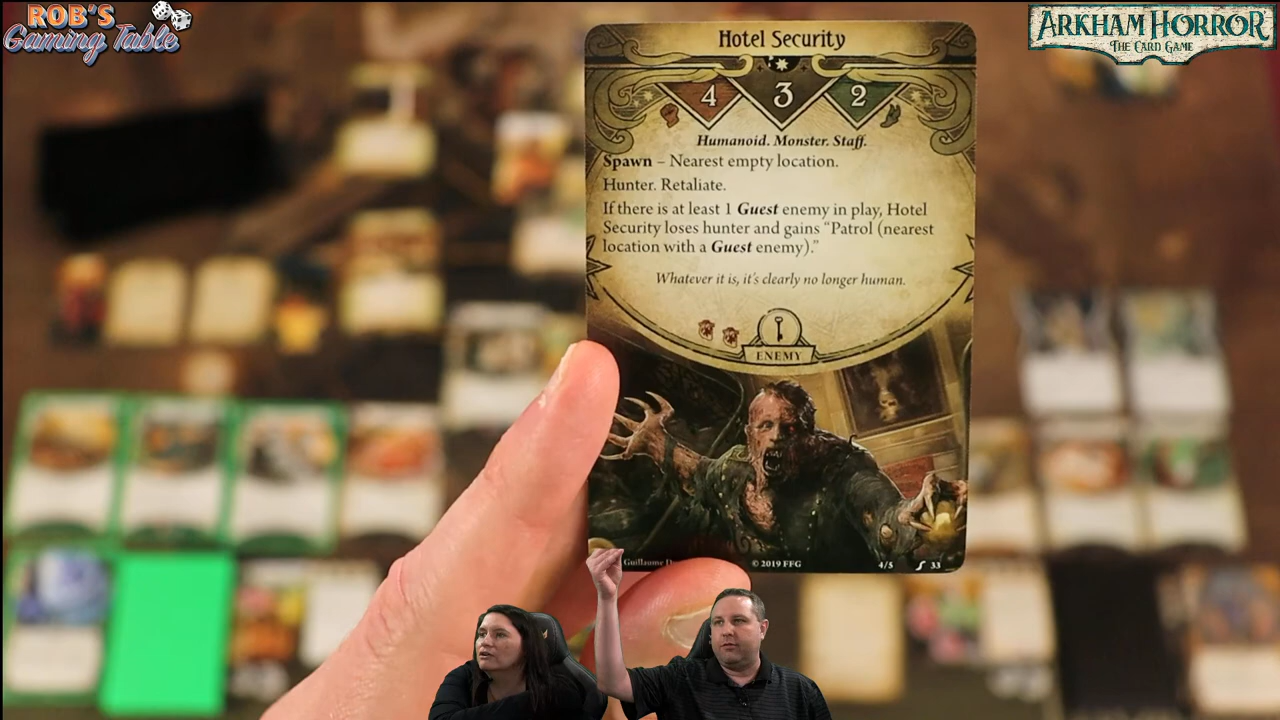 ROB'S
Gaming Table
ARKHAM HORROR
THE CARD GAME
Hotel Security
4 3 2
Humanoid. Monster. Staff.
Spawn – Nearest empty location.
Hunter. Retaliate.
If there is at least 1 Guest enemy in play, Hotel
Security loses hunter and gains “Patrol (nearest
location with a Guest enemy).”
Whatever it is, it's clearly no longer human.
ENEMY
Guillaume
© 2019 FFG
4/5
33